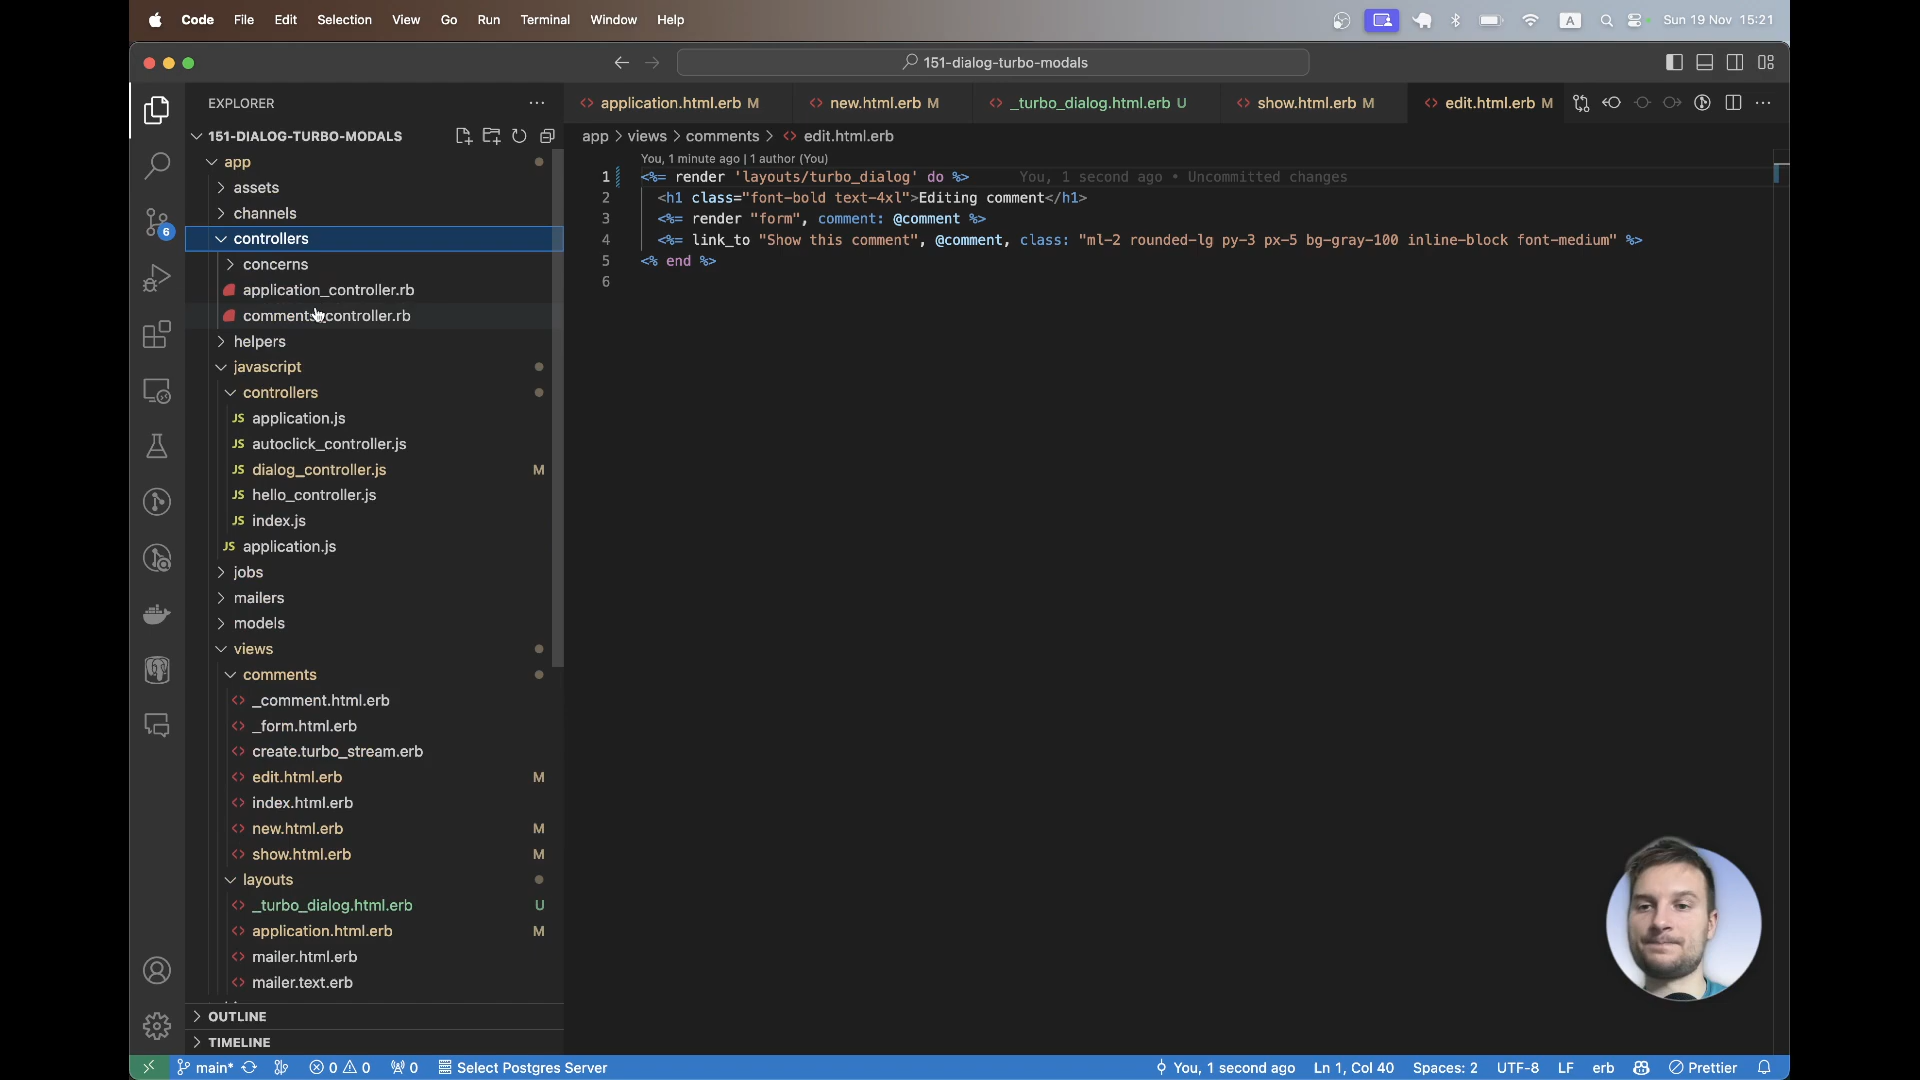 Code File Edit Selection View Go Run Terminal Window Help
A
Sun 19 Nov 15:21
151-dialog-turbo-modals
EXPLORER
application.html.erb M
new.html.erb M
_turbo_dialog.html.erb U
show.html.erb M
edit.html.erb M
151-DIALOG-TURBO-MODALS
app > views > comments > <> edit.html.erb
6
app
assets
channels
controllers
concerns
application_controller.rb
comments_controller.rb
helpers
javascript
controllers
JS application.js
JS autoclick_controller.js
JS dialog_controller.js M
JS hello_controller.js
JS index.js
JS application.js
jobs
mailers
models
views
comments
<> _comment.html.erb
<> _form.html.erb
<> create.turbo_stream.erb
<> edit.html.erb M
<> index.html.erb
<> new.html.erb M
<> show.html.erb M
layouts
<> _turbo_dialog.html.erb U
<> application.html.erb M
<> mailer.html.erb
<> mailer.text.erb
OUTLINE
TIMELINE
You, 1 minute ago | 1 author (You)
1 <%= render 'layouts/turbo_dialog' do %> You, 1 second ago • Uncommitted changes
2 <h1 class="font-bold text-4xl">Editing comment</h1>
3 <%= render "form", comment: @comment %>
4 <%= link_to "Show this comment", @comment, class: "ml-2 rounded-lg py-3 px-5 bg-gray-100 inline-block font-medium" %>
5 <% end %>
6
main* 0 0 0 Select Postgres Server You, 1 second ago Ln 1, Col 40 Spaces: 2 UTF-8 LF erb Prettier